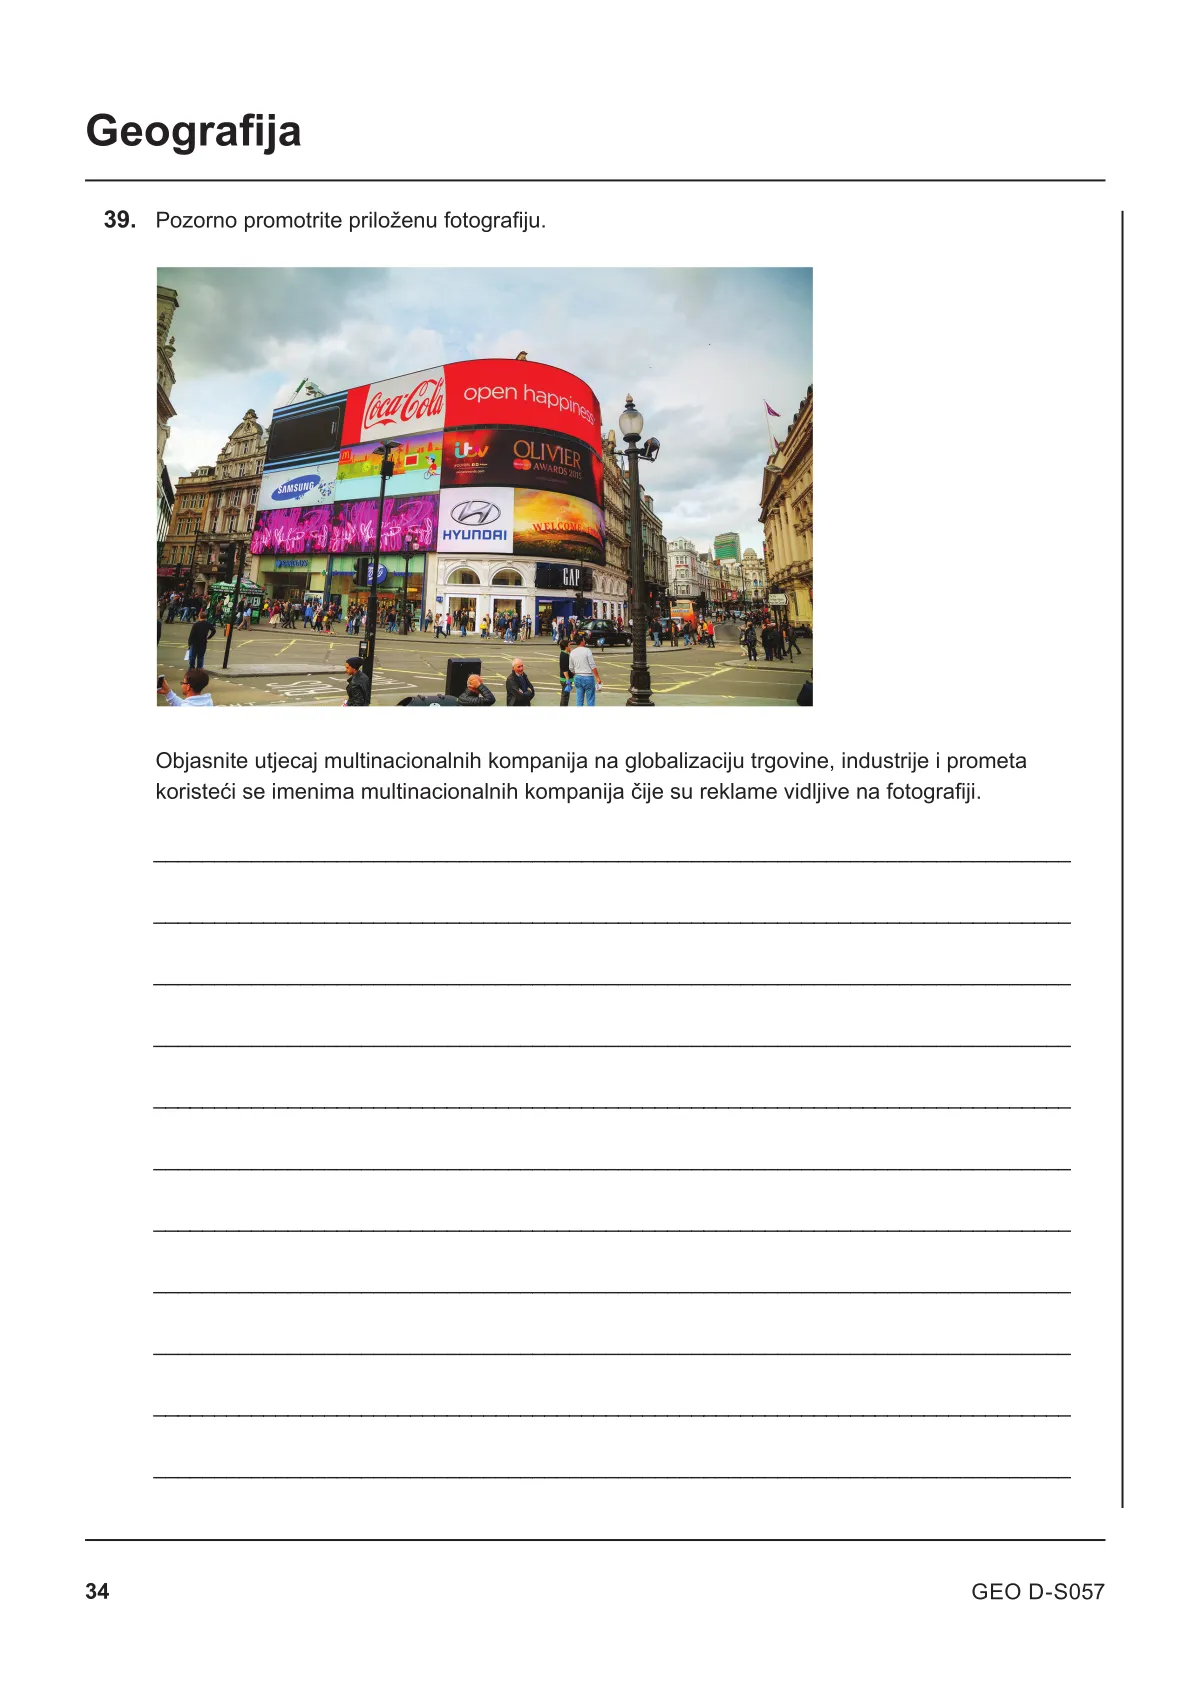 Geografija
39. Pozorno promotrite priloženu fotografiju.
Coca-Cola
open happiness
itv
OLIVIER
AWARDS 2015
SAMSUNG
HYUNDAI
WELCOME
GAP
Objasnite utjecaj multinacionalnih kompanija na globalizaciju trgovine, industrije i prometa
koristeći se imenima multinacionalnih kompanija čije su reklame vidljive na fotografiji.
34
GEO D-S057